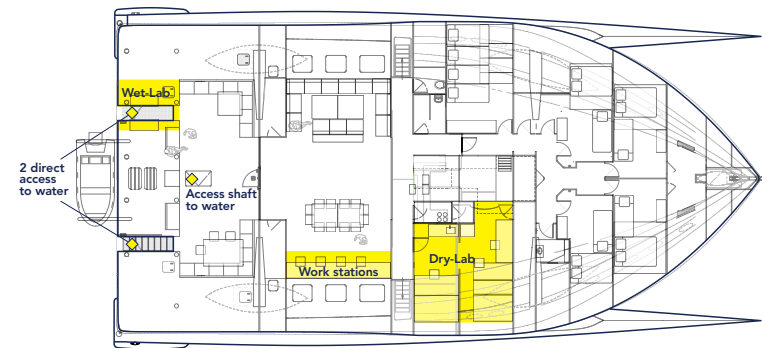 Wet-Lab
2 direct
access
to water
Access shaft
to water
Work stations
Dry-Lab